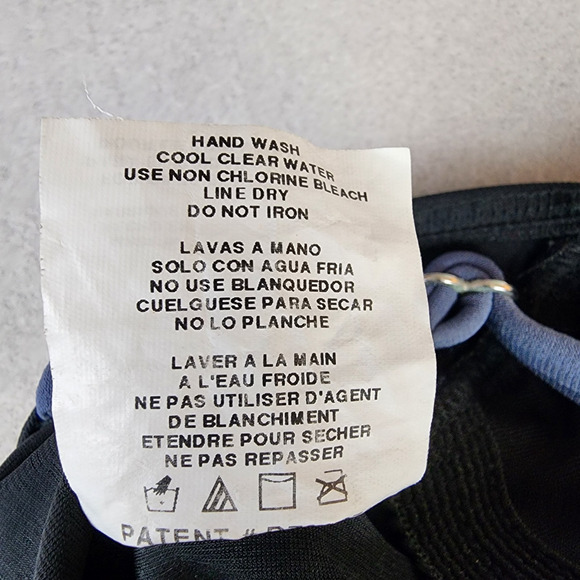 HAND WASH
COOL CLEAR WATER
USE NON CHLORINE BLEACH
LINE DRY
DO NOT IRON
LAVAS A MANO
SOLO CON AGUA FRIA
NO USE BLANQUEDOR
CUELGUESE PARA SECAR
NO LO PLANCHE
LAVER A LA MAIN
A L'EAU FROIDE
NE PAS UTILISER D'AGENT
DE BLANCHIMENT
ETENDRE POUR SECHER
NE PAS REPASSER
PATENT #